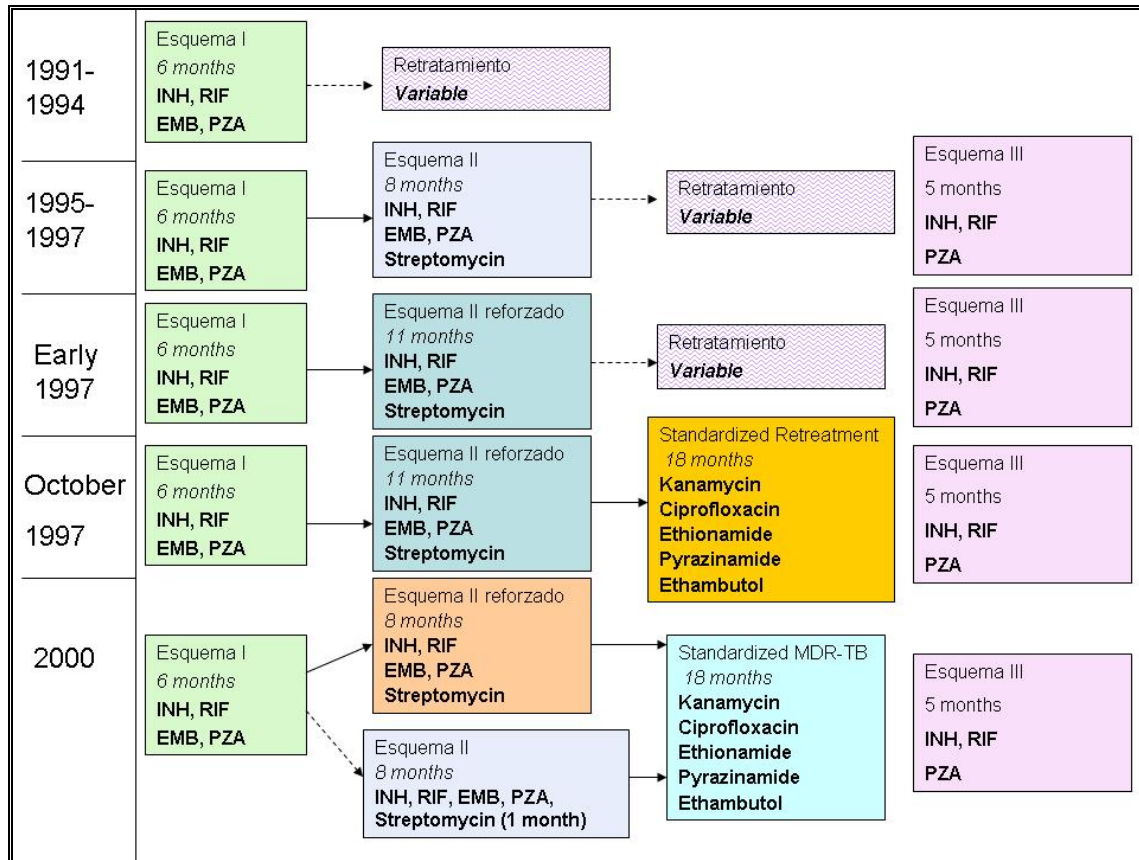 1991-
1994
Esquema I
6 months
INH, RIF
EMB, PZA
Retratamiento
Variable
1995-
1997
Esquema I
6 months
INH, RIF
EMB, PZA
Esquema II
8 months
INH, RIF
EMB, PZA
Streptomycin
Retratamiento
Variable
Esquema III
5 months
INH, RIF
PZA
Early
1997
Esquema I
6 months
INH, RIF
EMB, PZA
Esquema II reforzado
11 months
INH, RIF
EMB, PZA
Streptomycin
Retratamiento
Variable
Esquema III
5 months
INH, RIF
PZA
October
1997
Esquema I
6 months
INH, RIF
EMB, PZA
Esquema II reforzado
11 months
INH, RIF
EMB, PZA
Streptomycin
Standardized Retreatment
18 months
Kanamycin
Ciprofloxacin
Ethionamide
Pyrazinamide
Ethambutol
Esquema III
5 months
INH, RIF
PZA
2000
Esquema I
6 months
INH, RIF
EMB, PZA
Esquema II reforzado
8 months
INH, RIF
EMB, PZA
Streptomycin
Esquema II
8 months
INH, RIF, EMB, PZA,
Streptomycin (1 month)
Standardized MDR-TB
18 months
Kanamycin
Ciprofloxacin
Ethionamide
Pyrazinamide
Ethambutol
Esquema III
5 months
INH, RIF
PZA